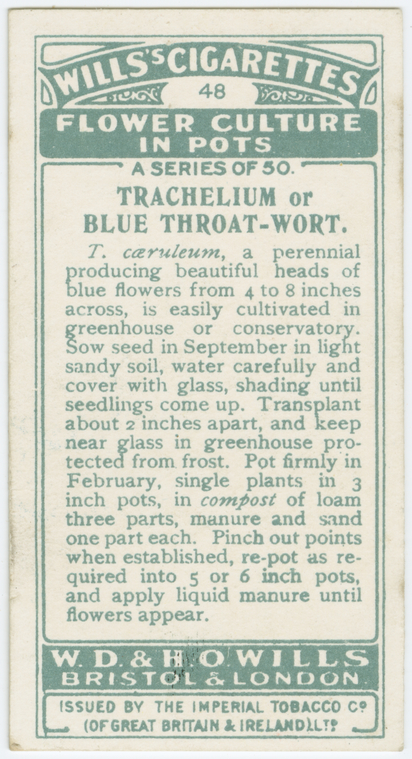 WILLS'S CIGARETTES
48
FLOWER CULTURE
IN POTS
A SERIES OF 50.
TRACHELIUM or
BLUE THROAT-WORT.
T. cæruleum, a perennial
producing beautiful heads of
blue flowers from 4 to 8 inches
across, is easily cultivated in
greenhouse or conservatory.
Sow seed in September in light
sandy soil, water carefully and
cover with glass, shading until
seedlings come up. Transplant
about 2 inches apart, and keep
near glass in greenhouse pro-
tected from frost. Pot firmly in
February, single plants in 3
inch pots, in compost of loam
three parts, manure and sand
one part each. Pinch out points
when established, re-pot as re-
quired into 5 or 6 inch pots,
and apply liquid manure until
flowers appear.
W. D. & H. O. WILLS
BRISTOL & LONDON.
ISSUED BY THE IMPERIAL TOBACCO Co
(OF GREAT BRITAIN & IRELAND), LTD